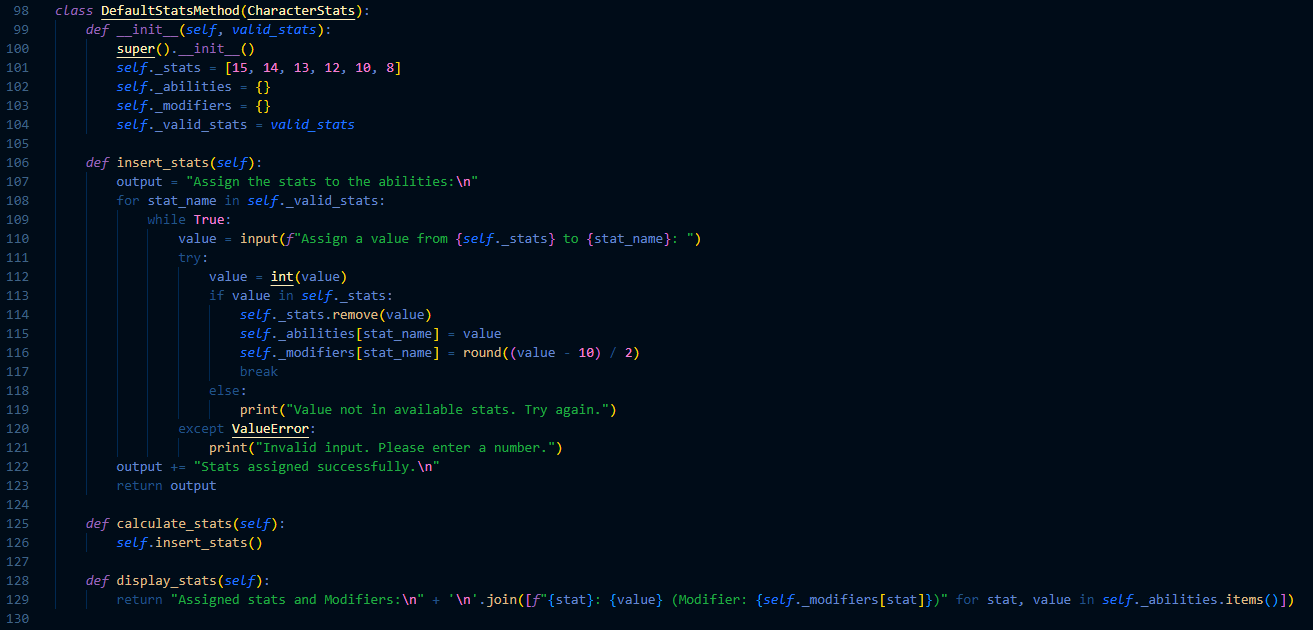 98 class DefaultStatsMethod(CharacterStats):
99     def __init__(self, valid_stats):
100         super().__init__()
101         self._stats = [15, 14, 13, 12, 10, 8]
102         self._abilities = {}
103         self._modifiers = {}
104         self._valid_stats = valid_stats
105
106     def insert_stats(self):
107         output = "Assign the stats to the abilities:\n"
108         for stat_name in self._valid_stats:
109             while True:
110                 value = input(f"Assign a value from {self._stats} to {stat_name}: ")
111                 try:
112                     value = int(value)
113                     if value in self._stats:
114                         self._stats.remove(value)
115                         self._abilities[stat_name] = value
116                         self._modifiers[stat_name] = round((value - 10) / 2)
117                         break
118                     else:
119                         print("Value not in available stats. Try again.")
120                 except ValueError:
121                     print("Invalid input. Please enter a number.")
122         output += "Stats assigned successfully.\n"
123         return output
124
125     def calculate_stats(self):
126         self.insert_stats()
127
128     def display_stats(self):
129         return "Assigned stats and Modifiers:\n" + '\n'.join([f"{stat}: {value} (Modifier: {self._modifiers[stat]})" for stat, value in self._abilities.items()])
130